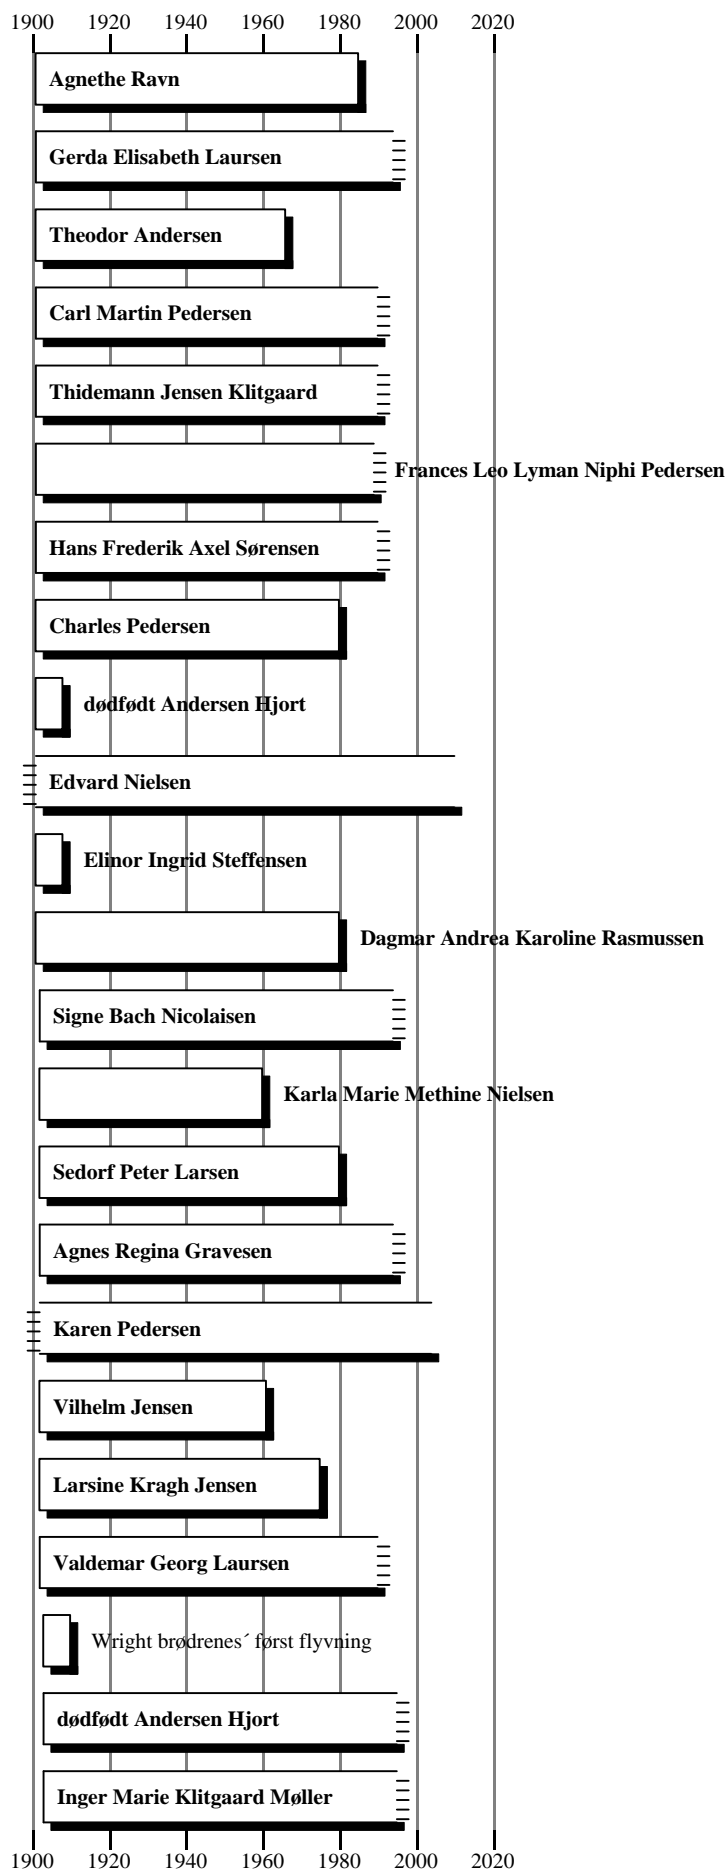 1900 1920 1940 1960 1980 2000 2020
Agnethe Ravn
Gerda Elisabeth Laursen
Theodor Andersen
Carl Martin Pedersen
Thidemann Jensen Klitgaard
Frances Leo Lyman Niphi Pedersen
Hans Frederik Axel Sørensen
Charles Pedersen
dødfødt Andersen Hjort
Edvard Nielsen
Elinor Ingrid Steffensen
Dagmar Andrea Karoline Rasmussen
Signe Bach Nicolaisen
Karla Marie Methine Nielsen
Sedorf Peter Larsen
Agnes Regina Gravesen
Karen Pedersen
Vilhelm Jensen
Larsine Kragh Jensen
Valdemar Georg Laursen
Wright brødrenes´ først flyvning
dødfødt Andersen Hjort
Inger Marie Klitgaard Møller
1900 1920 1940 1960 1980 2000 2020